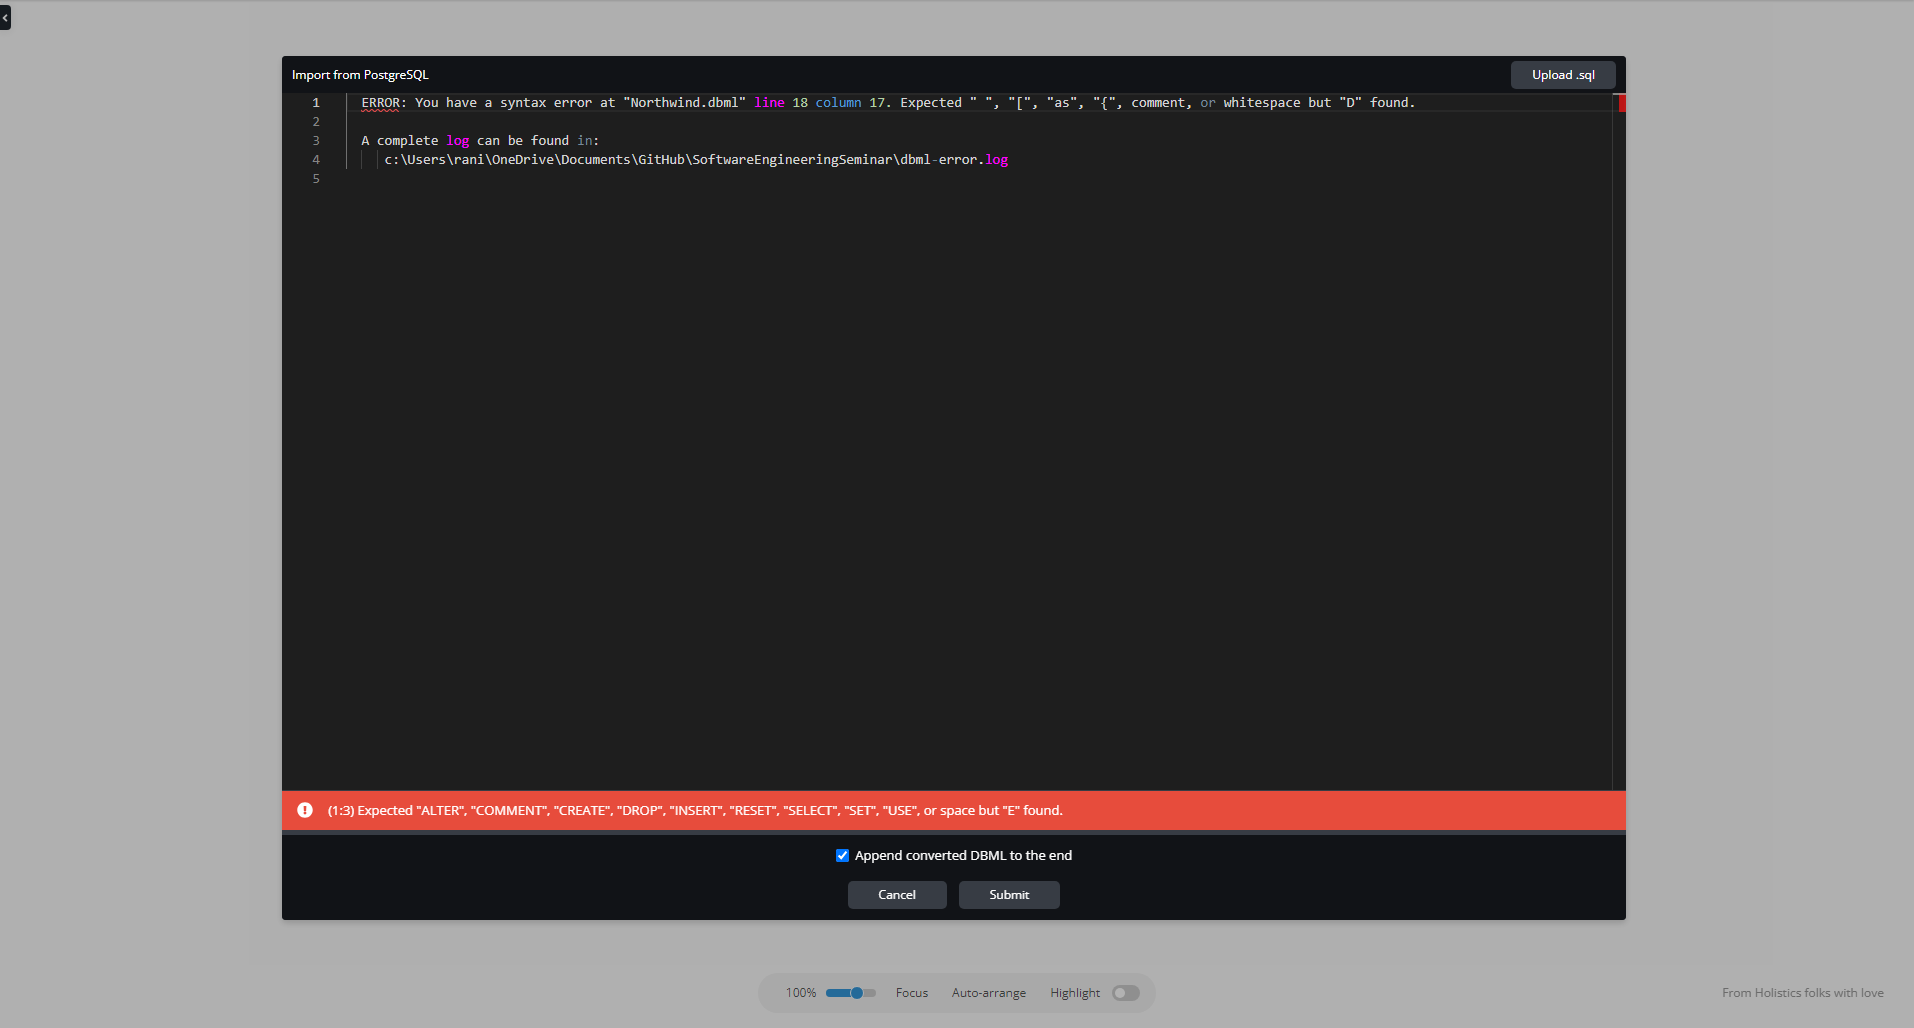 Import from PostgreSQL
Upload .sql
1 ERROR: You have a syntax error at "Northwind.dbml" line 18 column 17. Expected " ", "[", "as", "{", comment, or whitespace but "D" found.
2
3 A complete log can be found in:
4 c:\Users\rani\OneDrive\Documents\GitHub\SoftwareEngineeringSeminar\dbml-error.log
5
(1:3) Expected "ALTER", "COMMENT", "CREATE", "DROP", "INSERT", "RESET", "SELECT", "SET", "USE", or space but "E" found.
Append converted DBML to the end
Cancel Submit
100% Focus Auto-arrange Highlight
From Holistics folks with love